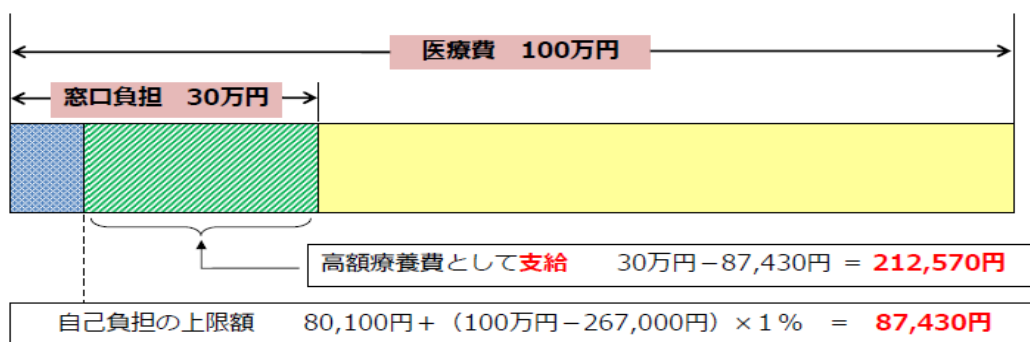 医療費 100万円
窓口負担 30万円
高額療養費として支給 30万円－87,430円 = 212,570円
自己負担の上限額 80,100円＋（100万円－267,000円）×1％ = 87,430円